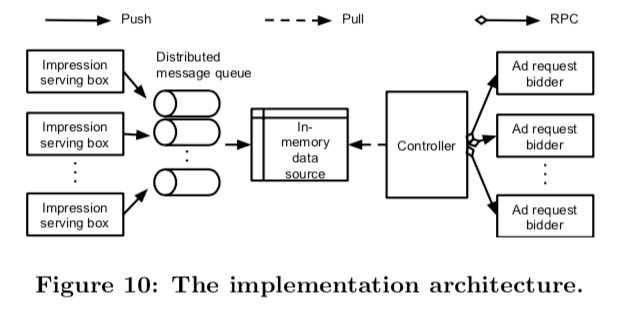 Push
Pull
RPC
Impression
serving box
Impression
serving box
Impression
serving box
Distributed
message queue
In-
memory
data
source
Controller
Ad request
bidder
Ad request
bidder
Ad request
bidder
Figure 10: The implementation architecture.